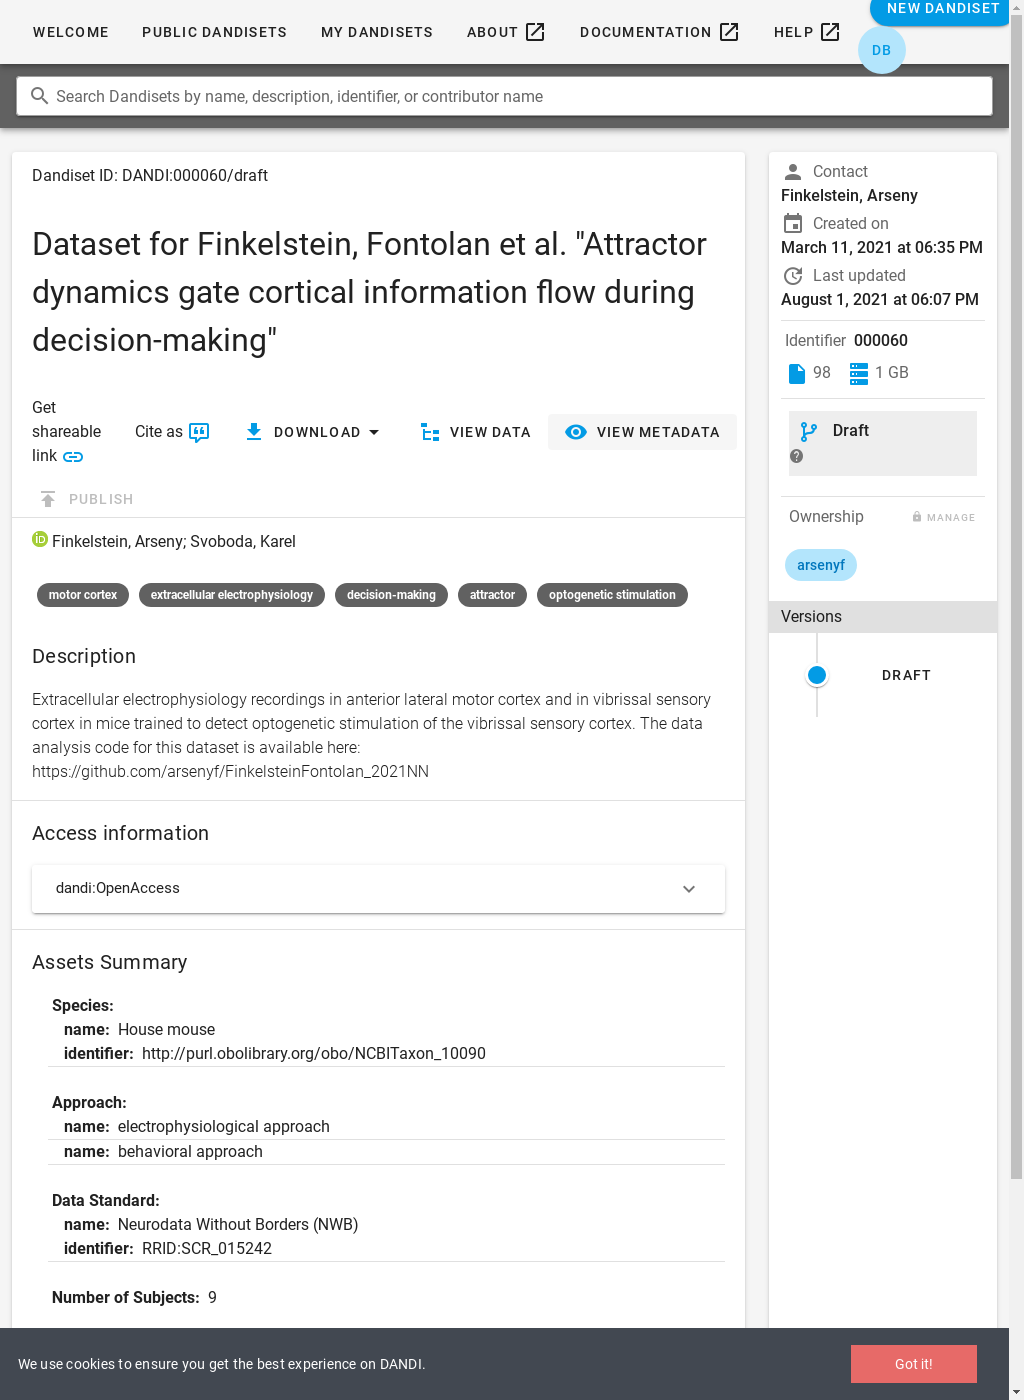 WELCOME PUBLIC DANDISETS MY DANDISETS ABOUT DOCUMENTATION HELP NEW DANDISET
DB
Search Dandisets by name, description, identifier, or contributor name
Dandiset ID: DANDI:000060/draft
Dataset for Finkelstein, Fontolan et al. "Attractor
dynamics gate cortical information flow during
decision-making"
Get
shareable
link
Cite as
DOWNLOAD
VIEW DATA
VIEW METADATA
PUBLISH
Finkelstein, Arseny; Svoboda, Karel
motor cortex extracellular electrophysiology decision-making attractor optogenetic stimulation
Description
Extracellular electrophysiology recordings in anterior lateral motor cortex and in vibrissal sensory
cortex in mice trained to detect optogenetic stimulation of the vibrissal sensory cortex. The data
analysis code for this dataset is available here:
https://github.com/arsenyf/FinkelsteinFontolan_2021NN
Access information
dandi:OpenAccess
Assets Summary
Species:
name: House mouse
identifier: http://purl.obolibrary.org/obo/NCBITaxon_10090
Approach:
name: electrophysiological approach
name: behavioral approach
Data Standard:
name: Neurodata Without Borders (NWB)
identifier: RRID:SCR_015242
Number of Subjects: 9
Contact
Finkelstein, Arseny
Created on
March 11, 2021 at 06:35 PM
Last updated
August 1, 2021 at 06:07 PM
Identifier 000060
98 1 GB
Draft
Ownership MANAGE
arsenyf
Versions
DRAFT
We use cookies to ensure you get the best experience on DANDI.
Got it!